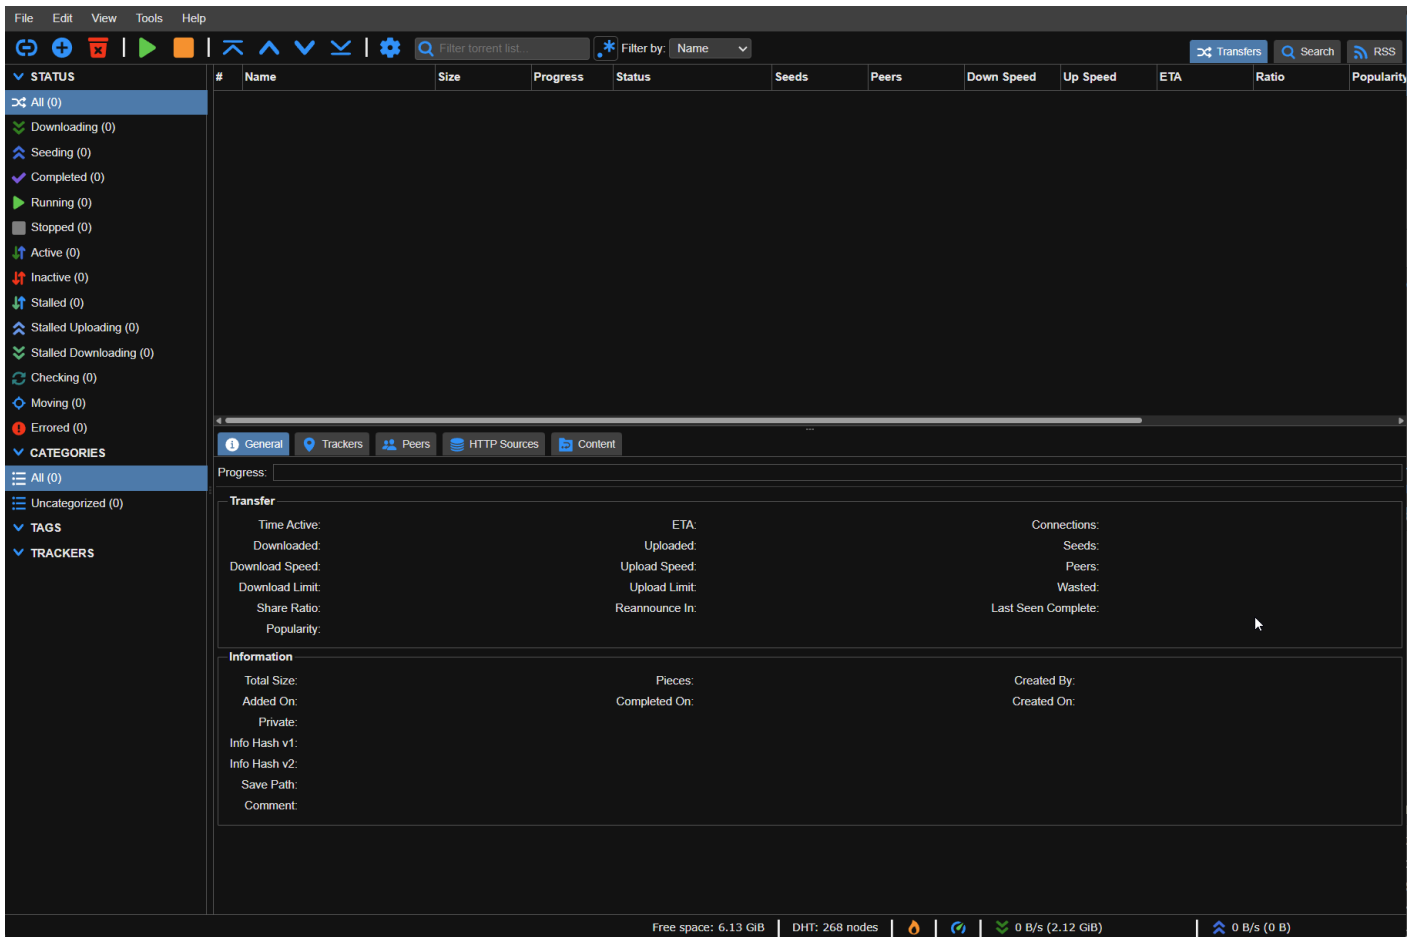 File Edit View Tools Help
Filter torrent list... .* Filter by: Name Transfers Search RSS
STATUS
# Name Size Progress Status Seeds Peers Down Speed Up Speed ETA Ratio Popularity
All (0)
Downloading (0)
Seeding (0)
Completed (0)
Running (0)
Stopped (0)
Active (0)
Inactive (0)
Stalled (0)
Stalled Uploading (0)
Stalled Downloading (0)
Checking (0)
Moving (0)
Errored (0)
CATEGORIES
All (0)
Uncategorized (0)
TAGS
TRACKERS
General Trackers Peers HTTP Sources Content
Progress:
Transfer
Time Active: ETA: Connections:
Downloaded: Uploaded: Seeds:
Download Speed: Upload Speed: Peers:
Download Limit: Upload Limit: Wasted:
Share Ratio: Reannounce In: Last Seen Complete:
Popularity:
Information
Total Size: Pieces: Created By:
Added On: Completed On: Created On:
Private:
Info Hash v1:
Info Hash v2:
Save Path:
Comment:
Free space: 6.13 GiB DHT: 268 nodes 0 B/s (2.12 GiB) 0 B/s (0 B)